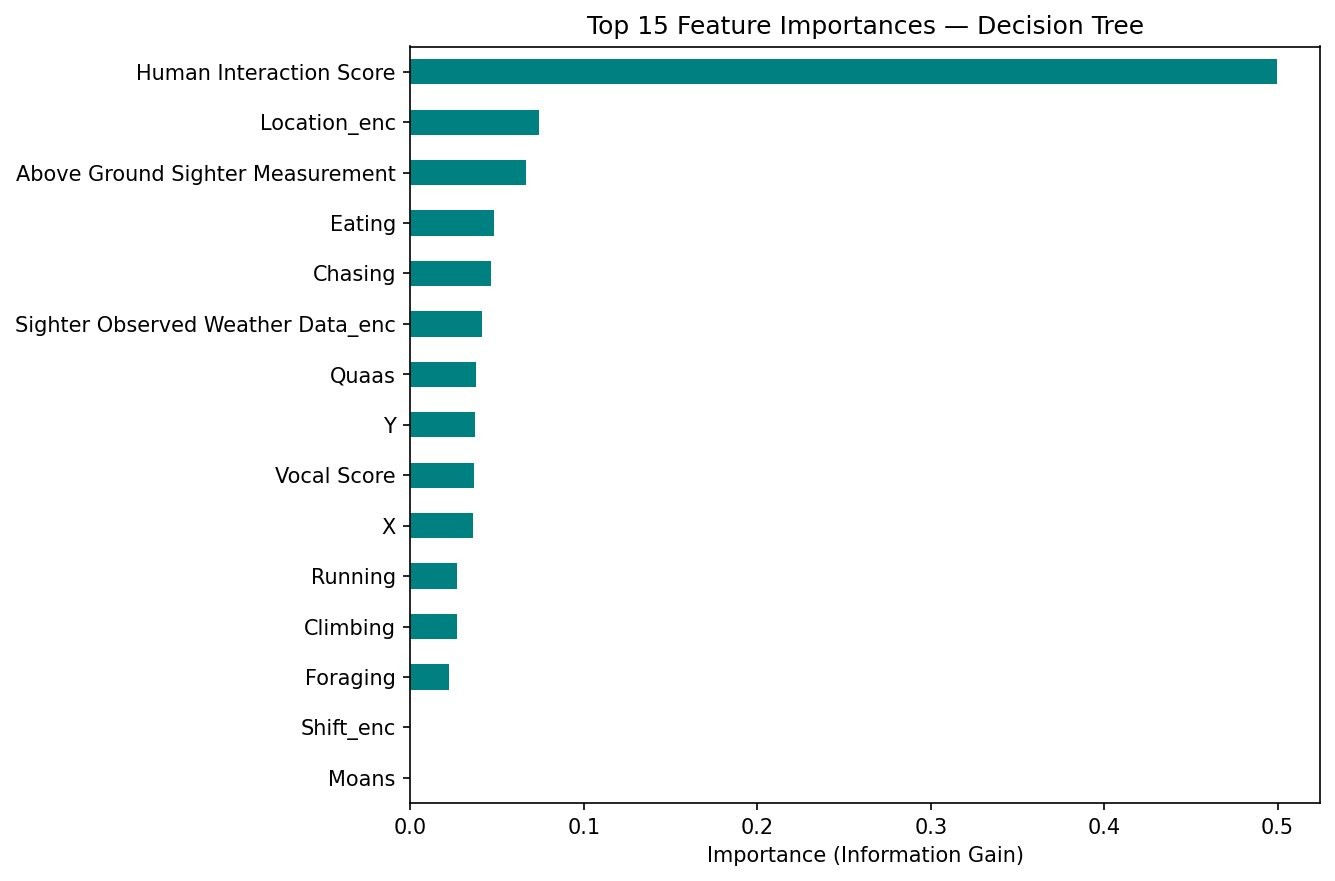 Top 15 Feature Importances — Decision Tree
Human Interaction Score
Location_enc
Above Ground Sighter Measurement
Eating
Chasing
Sighter Observed Weather Data_enc
Quaas
Y
Vocal Score
X
Running
Climbing
Foraging
Shift_enc
Moans
0.0 0.1 0.2 0.3 0.4 0.5
Importance (Information Gain)